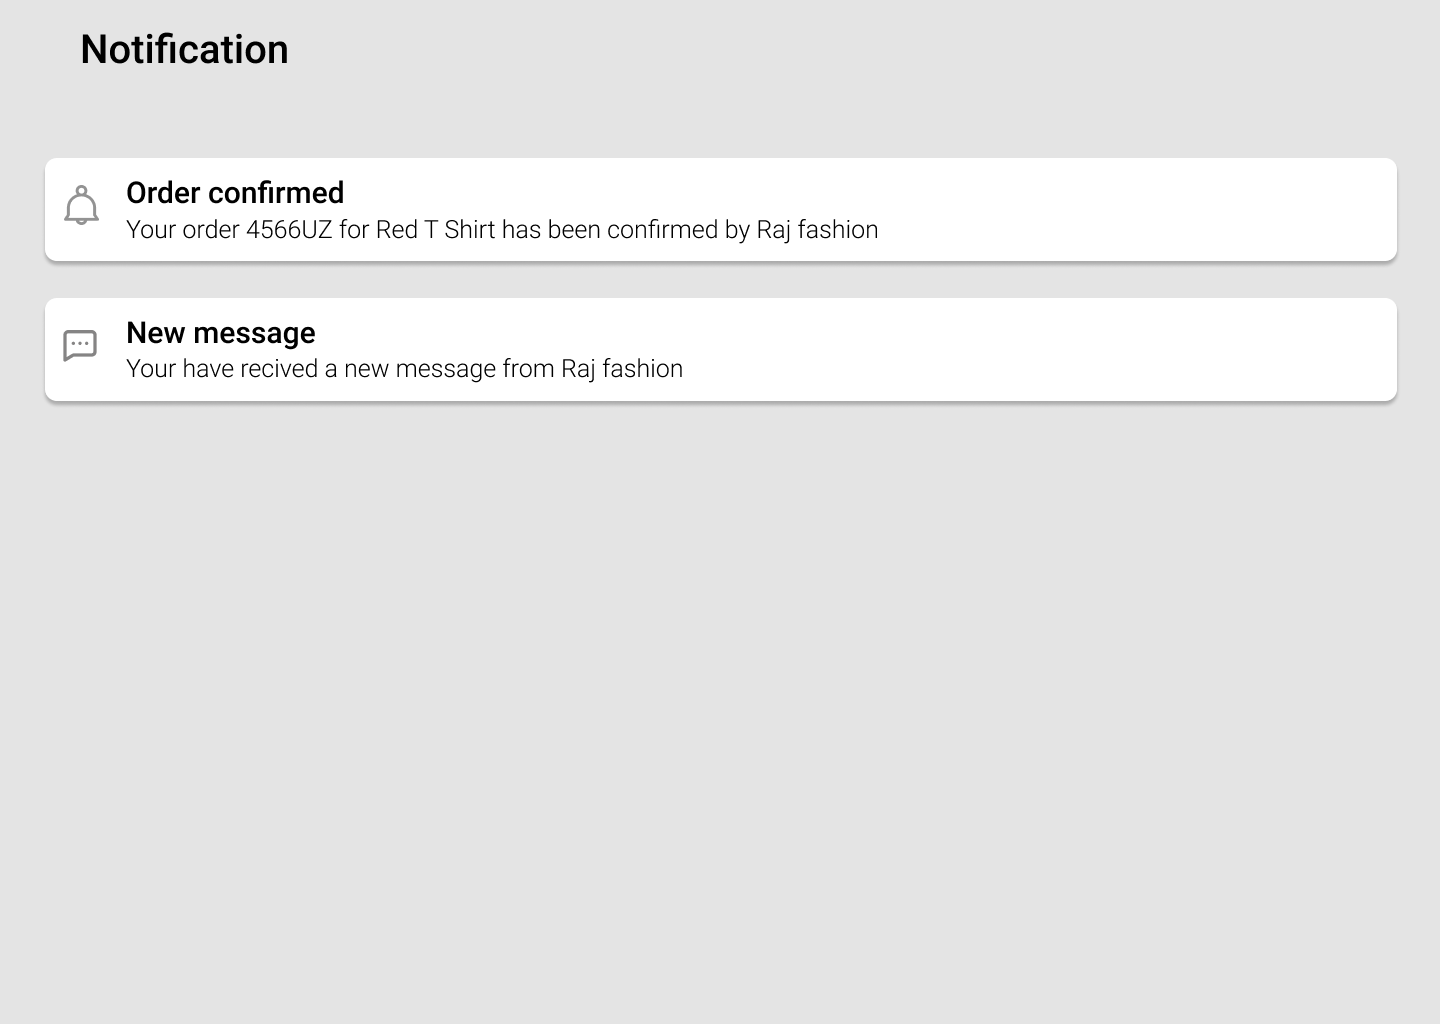 Notification
Order confirmed
Your order 4566UZ for Red T Shirt has been confirmed by Raj fashion
New message
Your have recived a new message from Raj fashion